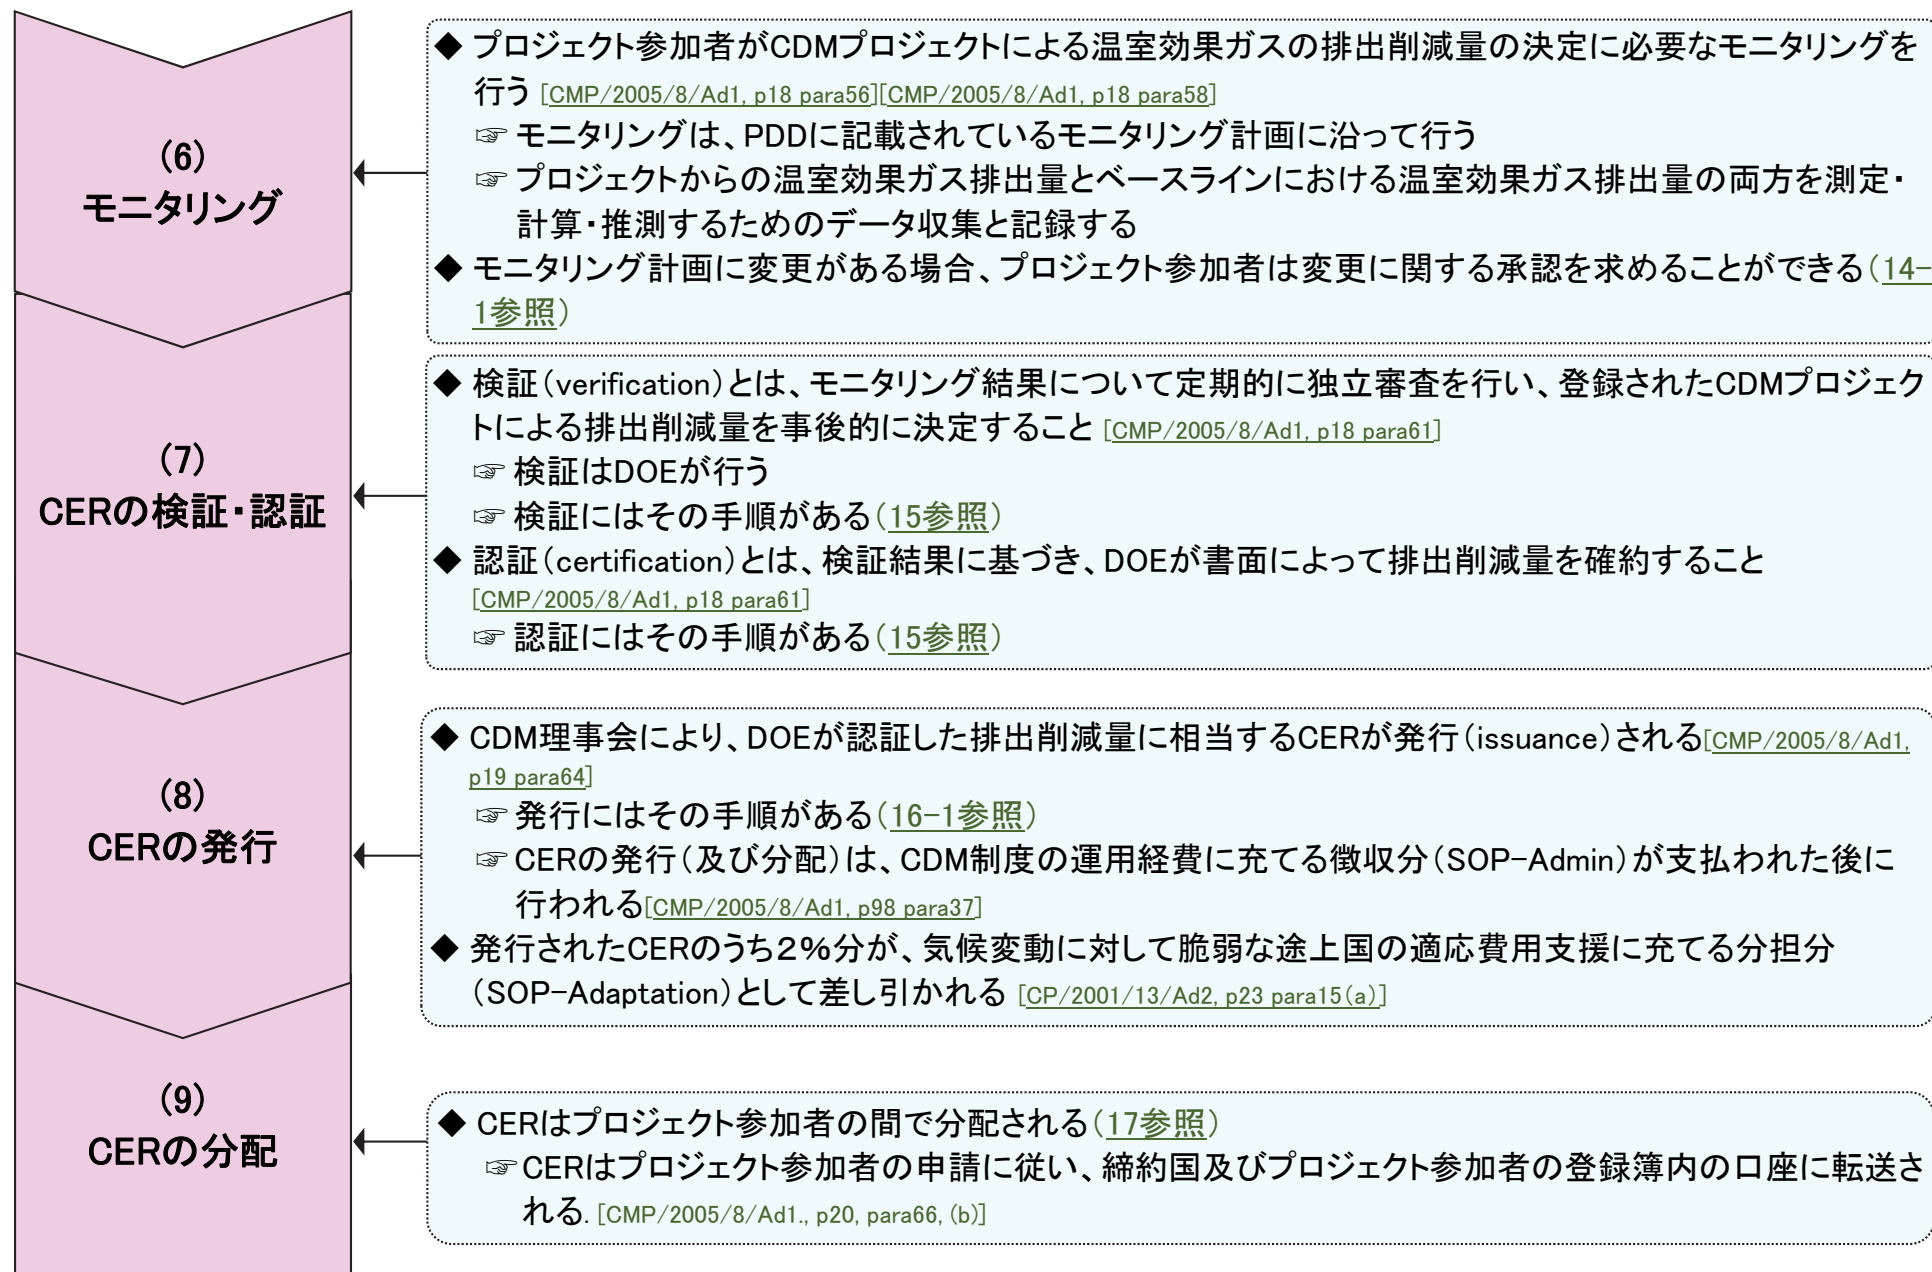 (6)
モニタリング
◆ プロジェクト参加者がCDMプロジェクトによる温室効果ガスの排出削減量の決定に必要なモニタリングを
行う [CMP/2005/8/Ad1, p18 para56][CMP/2005/8/Ad1, p18 para58]
☞ モニタリングは、PDDに記載されているモニタリング計画に沿って行う
☞ プロジェクトからの温室効果ガス排出量とベースラインにおける温室効果ガス排出量の両方を測定・
計算・推測するためのデータ収集と記録する
◆ モニタリング計画に変更がある場合、プロジェクト参加者は変更に関する承認を求めることができる(14-
1参照)
(7)
CERの検証・認証
◆ 検証(verification)とは、モニタリング結果について定期的に独立審査を行い、登録されたCDMプロジェク
トによる排出削減量を事後的に決定すること [CMP/2005/8/Ad1, p18 para61]
☞ 検証はDOEが行う
☞ 検証にはその手順がある(15参照)
◆ 認証(certification)とは、検証結果に基づき、DOEが書面によって排出削減量を確約すること
[CMP/2005/8/Ad1, p18 para61]
☞ 認証にはその手順がある(15参照)
(8)
CERの発行
◆ CDM理事会により、DOEが認証した排出削減量に相当するCERが発行(issuance)される[CMP/2005/8/Ad1,
p19 para64]
☞ 発行にはその手順がある(16-1参照)
☞ CERの発行(及び分配)は、CDM制度の運用経費に充てる徴収分(SOP-Admin)が支払われた後に
行われる[CMP/2005/8/Ad1, p98 para37]
◆ 発行されたCERのうち2%分が、気候変動に対して脆弱な途上国の適応費用支援に充てる分担分
(SOP-Adaptation)として差し引かれる [CP/2001/13/Ad2, p23 para15(a)]
(9)
CERの分配
◆ CERはプロジェクト参加者の間で分配される(17参照)
☞ CERはプロジェクト参加者の申請に従い、締約国及びプロジェクト参加者の登録簿内の口座に転送さ
れる. [CMP/2005/8/Ad1., p20, para66, (b)]